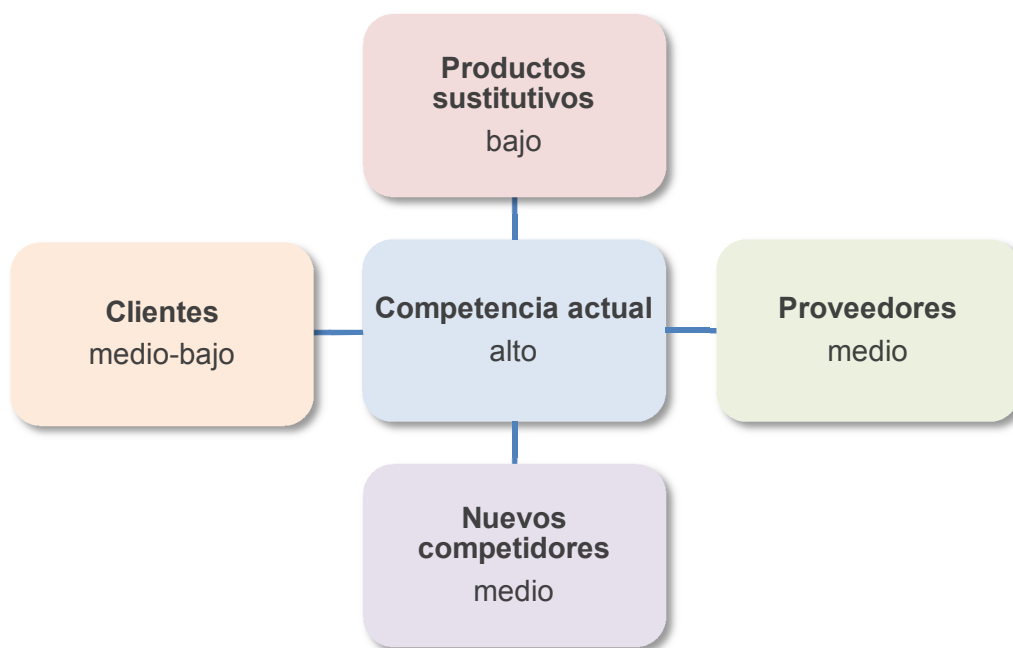 Productos
sustitutivos
bajo
Clientes
medio-bajo
Competencia actual
alto
Proveedores
medio
Nuevos
competidores
medio